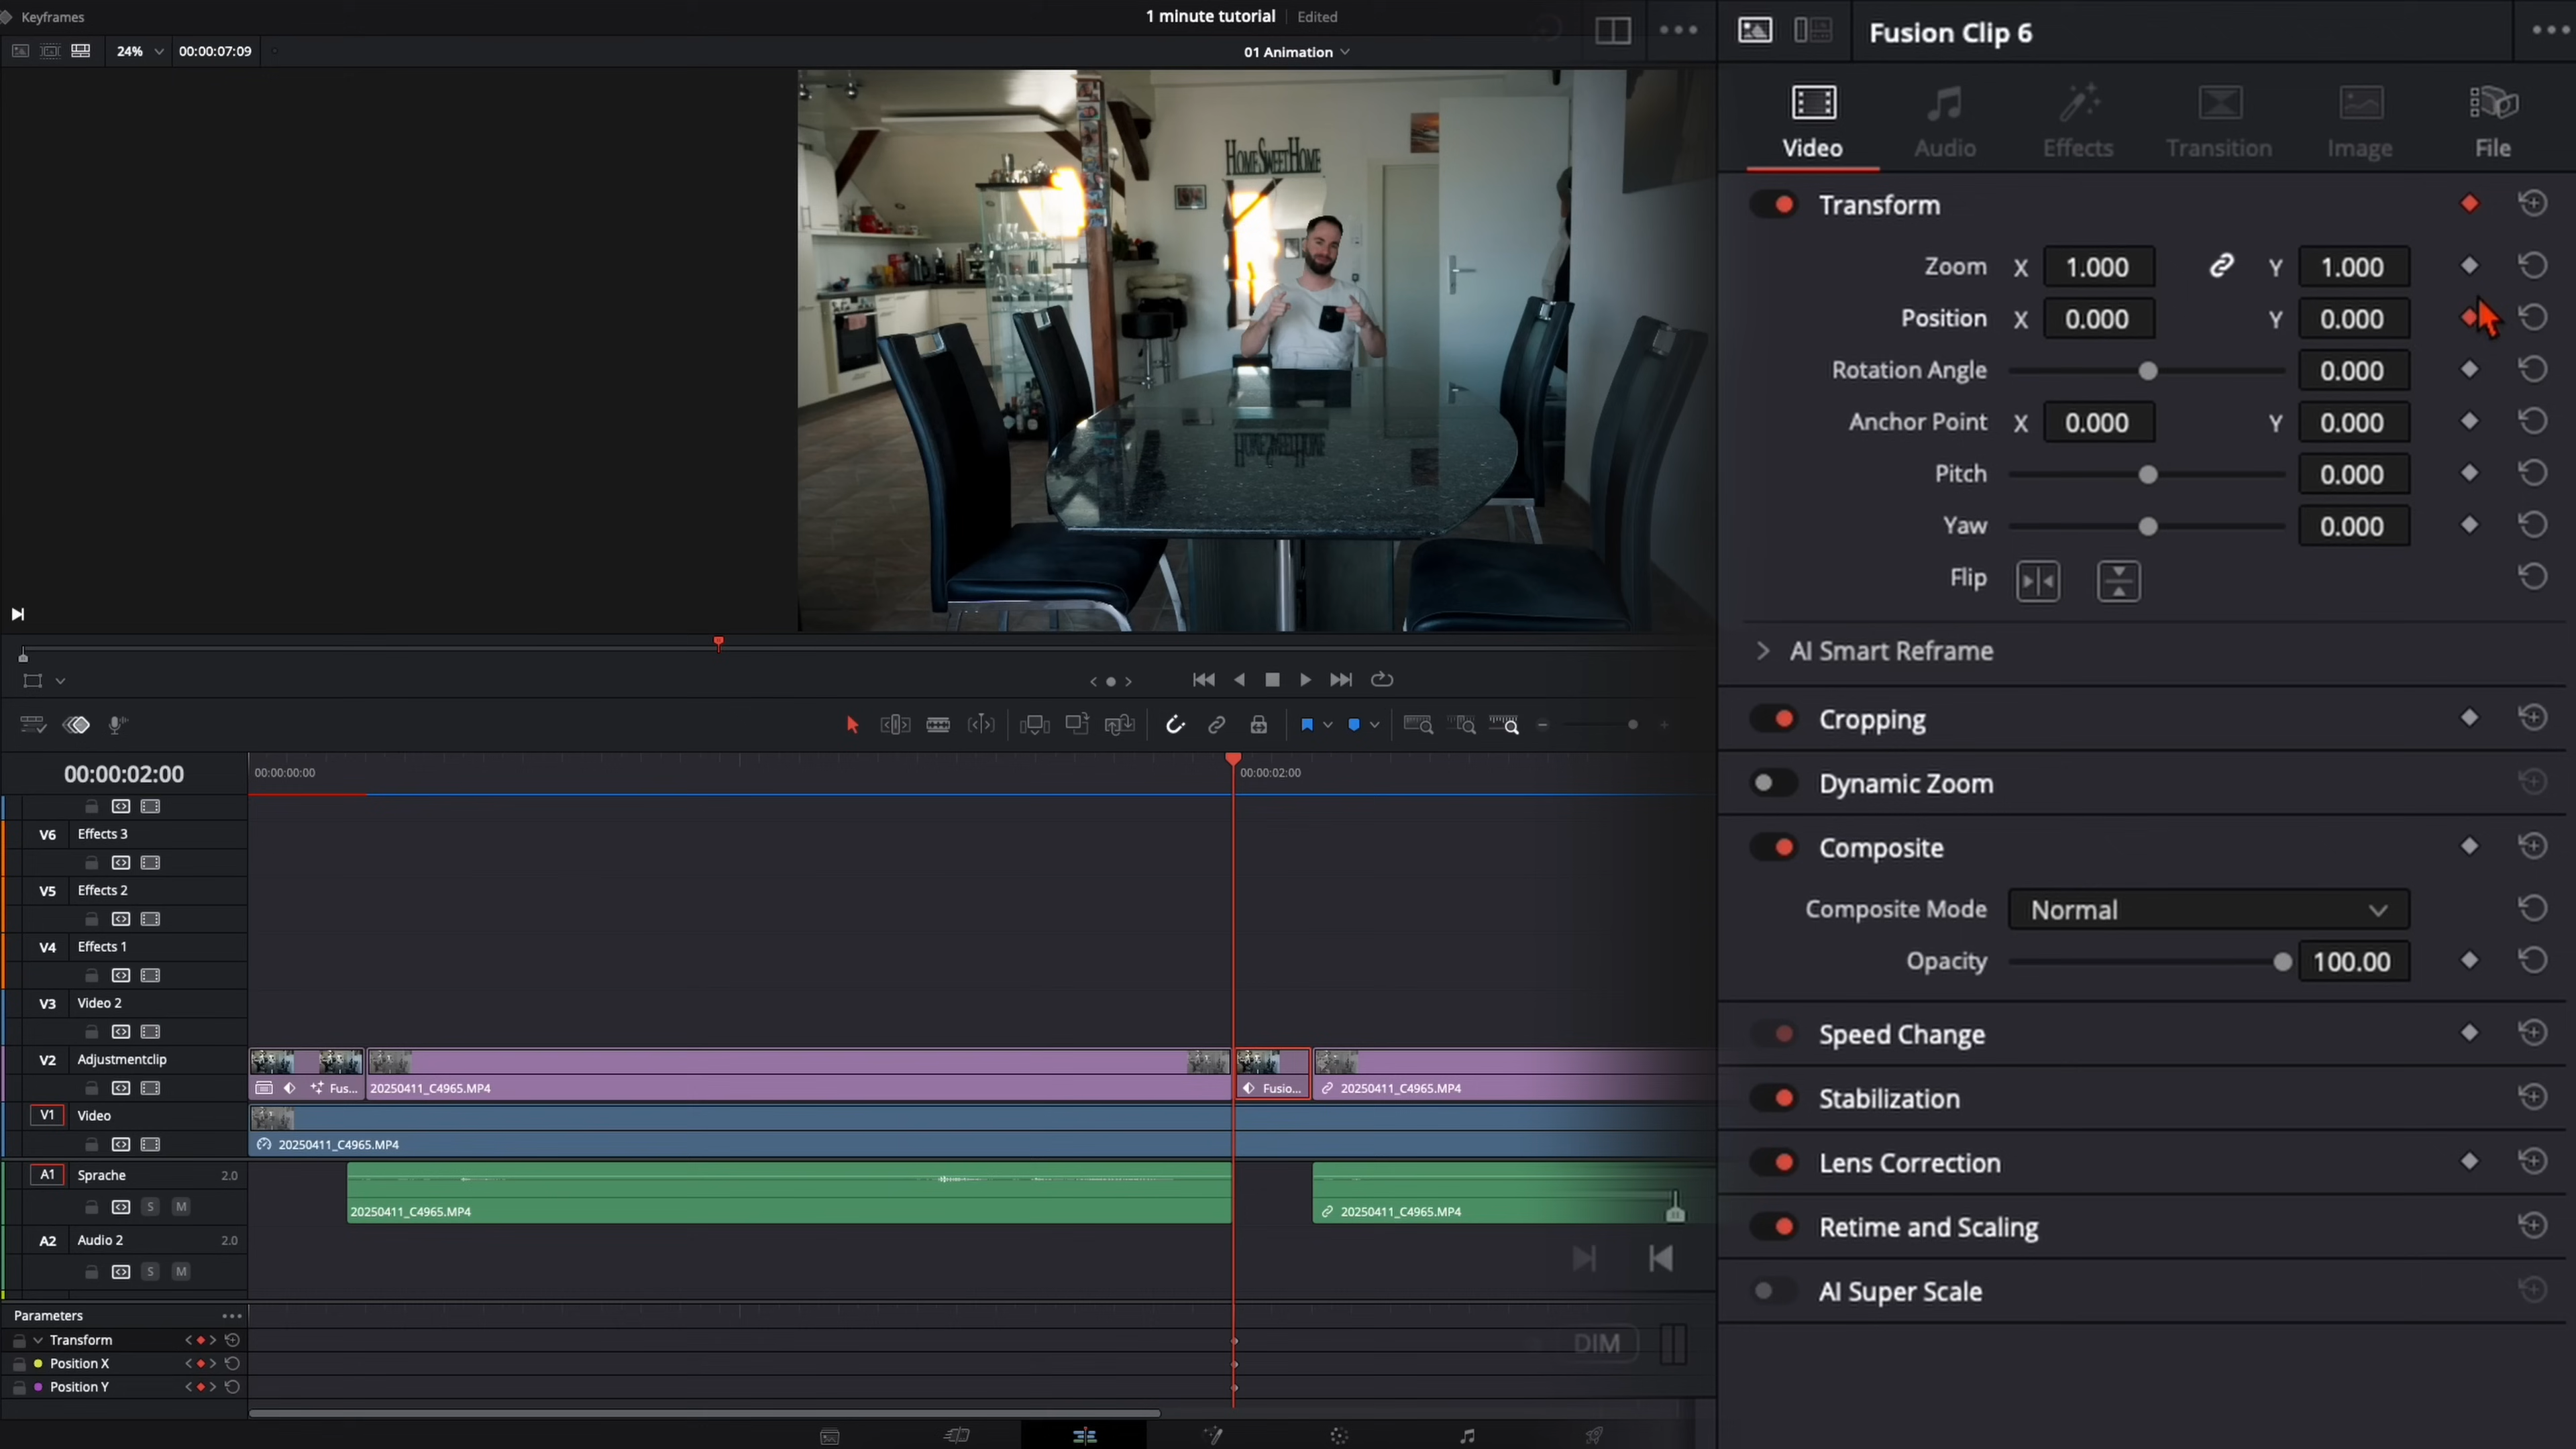 Keyframes
1 minute tutorial
Edited
24%
00:00:07:09
01 Animation
HOMESWEETHOME
00:00:02:00
00:00:00:00
00:00:02:00
V6 Effects 3
V5 Effects 2
V4 Effects 1
V3 Video 2
V2 Adjustmentclip
Fus...
20250411_C4965.MP4
Fusio...
20250411_C4965.MP4
V1 Video
20250411_C4965.MP4
A1 Sprache 2.0
S M
20250411_C4965.MP4
20250411_C4965.MP4
A2 Audio 2 2.0
S M
Parameters
Transform
Position X
Position Y
DIM
Fusion Clip 6
Video
Audio
Effects
Transition
Image
File
Transform
Zoom X 1.000 Y 1.000
Position X 0.000 Y 0.000
Rotation Angle 0.000
Anchor Point X 0.000 Y 0.000
Pitch 0.000
Yaw 0.000
Flip
AI Smart Reframe
Cropping
Dynamic Zoom
Composite
Composite Mode Normal
Opacity 100.00
Speed Change
Stabilization
Lens Correction
Retime and Scaling
AI Super Scale